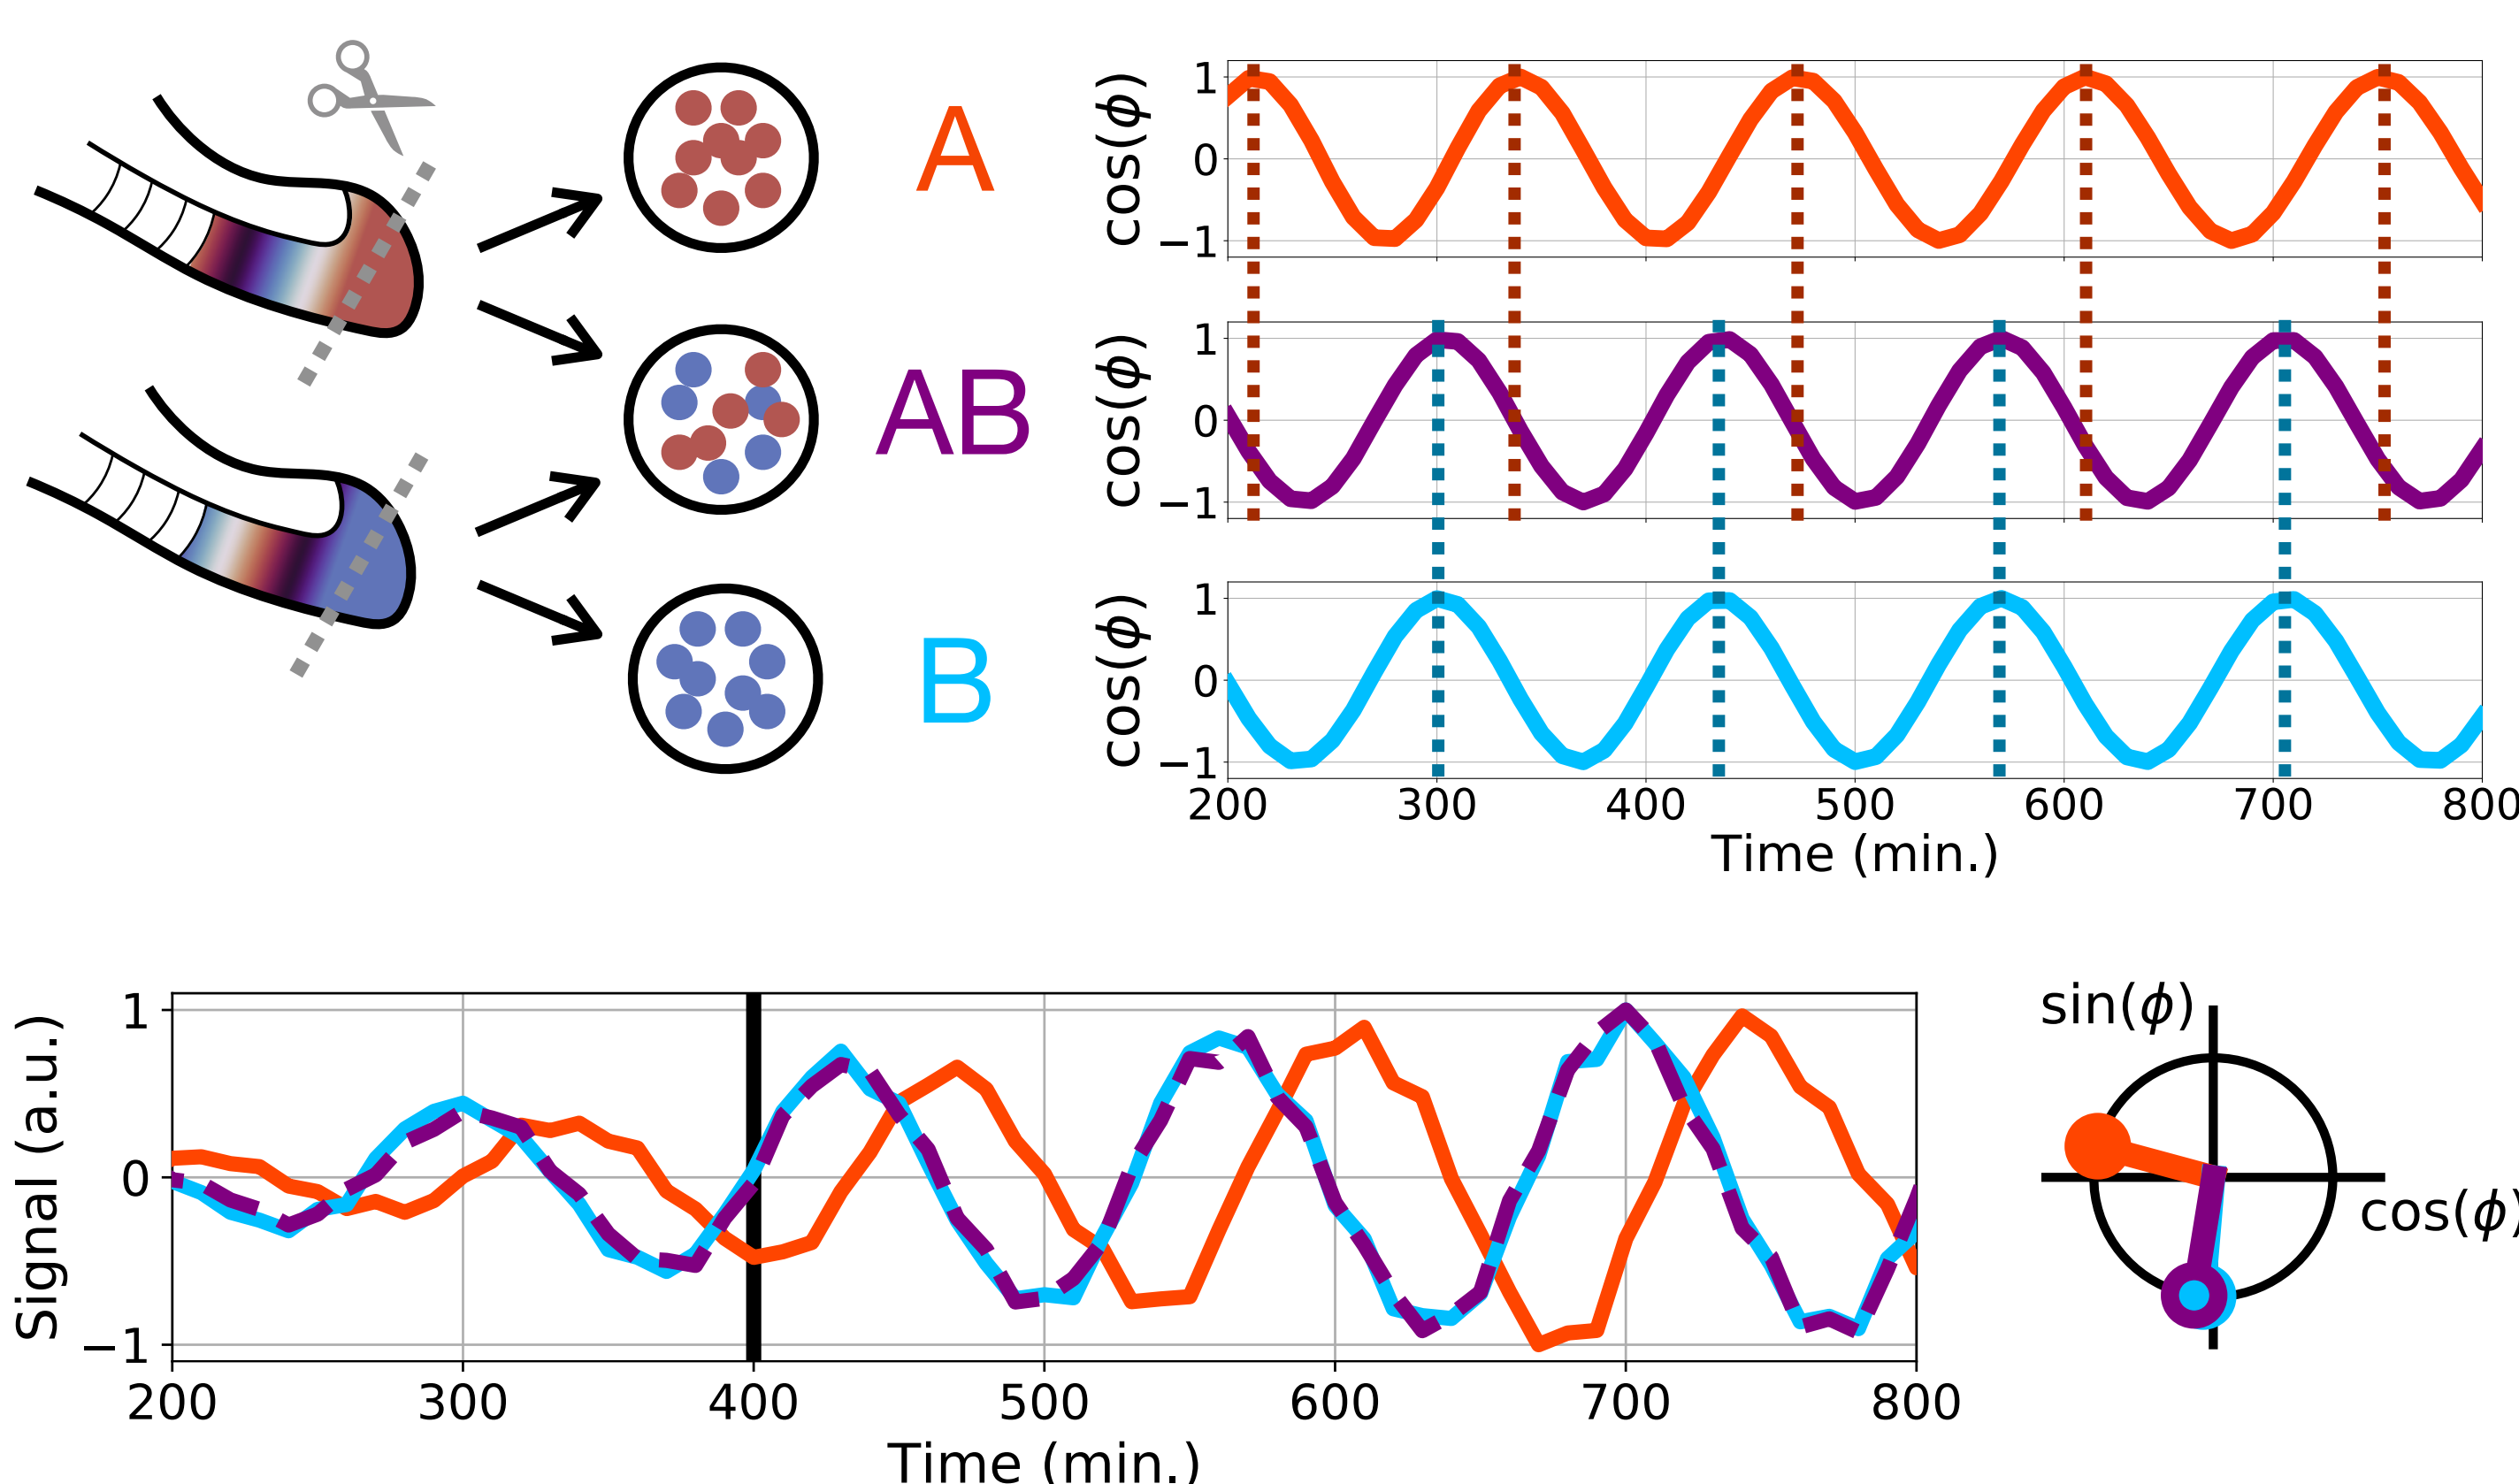 A
AB
B
cos(ϕ)
1
0
−1
cos(ϕ)
1
0
−1
cos(ϕ)
1
0
−1
200 300 400 500 600 700 800
Time (min.)
Signal (a.u.)
1
0
−1
200 300 400 500 600 700 800
Time (min.)
sin(ϕ)
cos(ϕ)